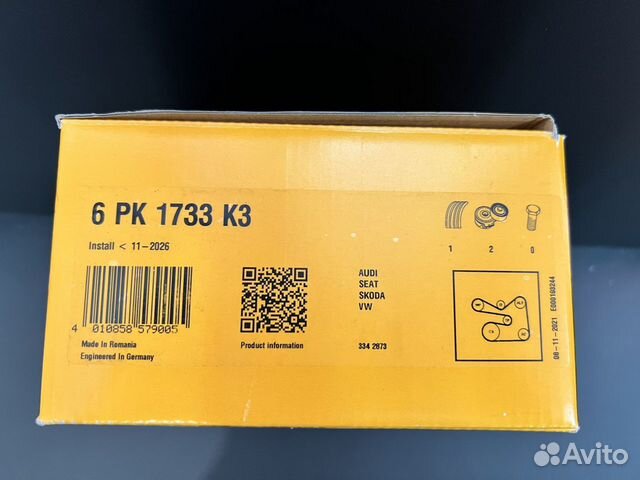 6 PK 1733 K3
Install < 11-2026
1 2 0
4 010858 579005
Made In Romania
Engineered In Germany
Product information
AUDI
SEAT
SKODA
VW
334 2873
08-11-2021 E000193244
Avito